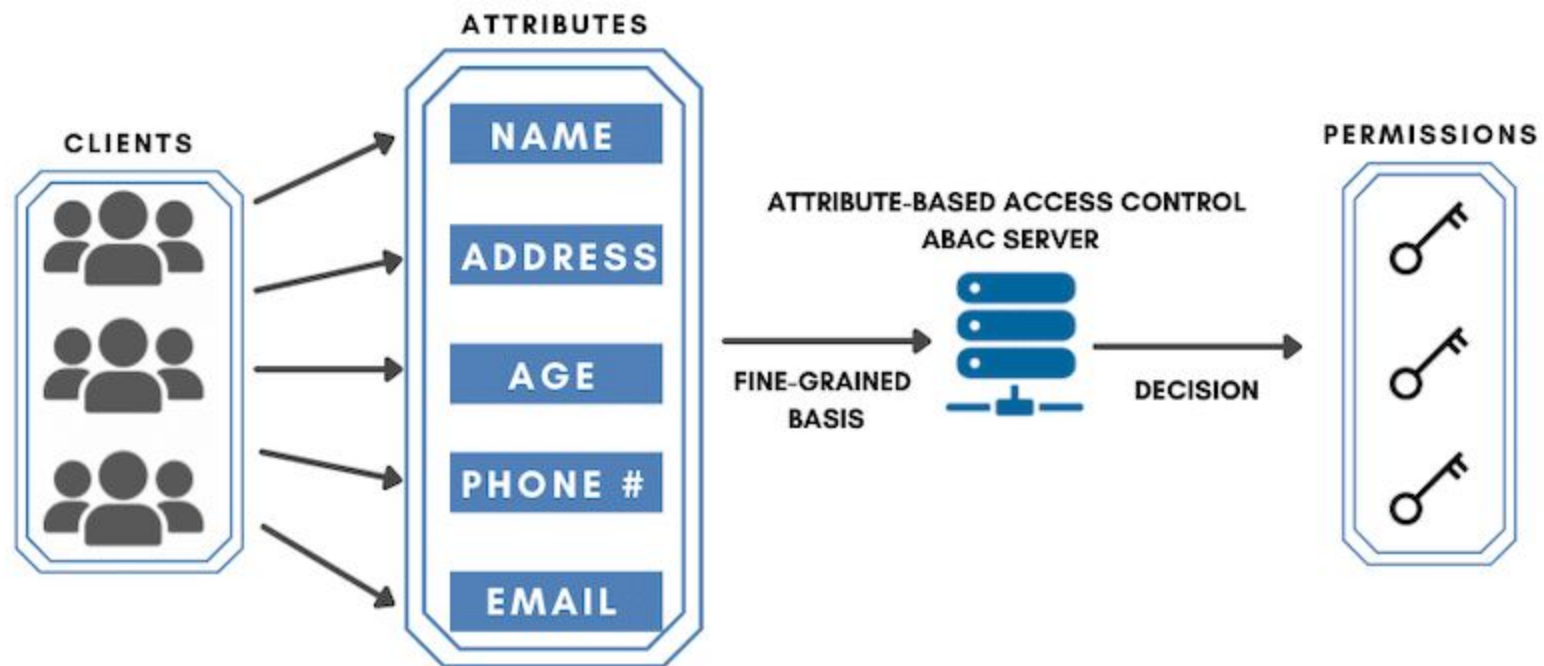 CLIENTS
ATTRIBUTES
NAME
ADDRESS
AGE
PHONE #
EMAIL
FINE-GRAINED
BASIS
ATTRIBUTE-BASED ACCESS CONTROL
ABAC SERVER
DECISION
PERMISSIONS